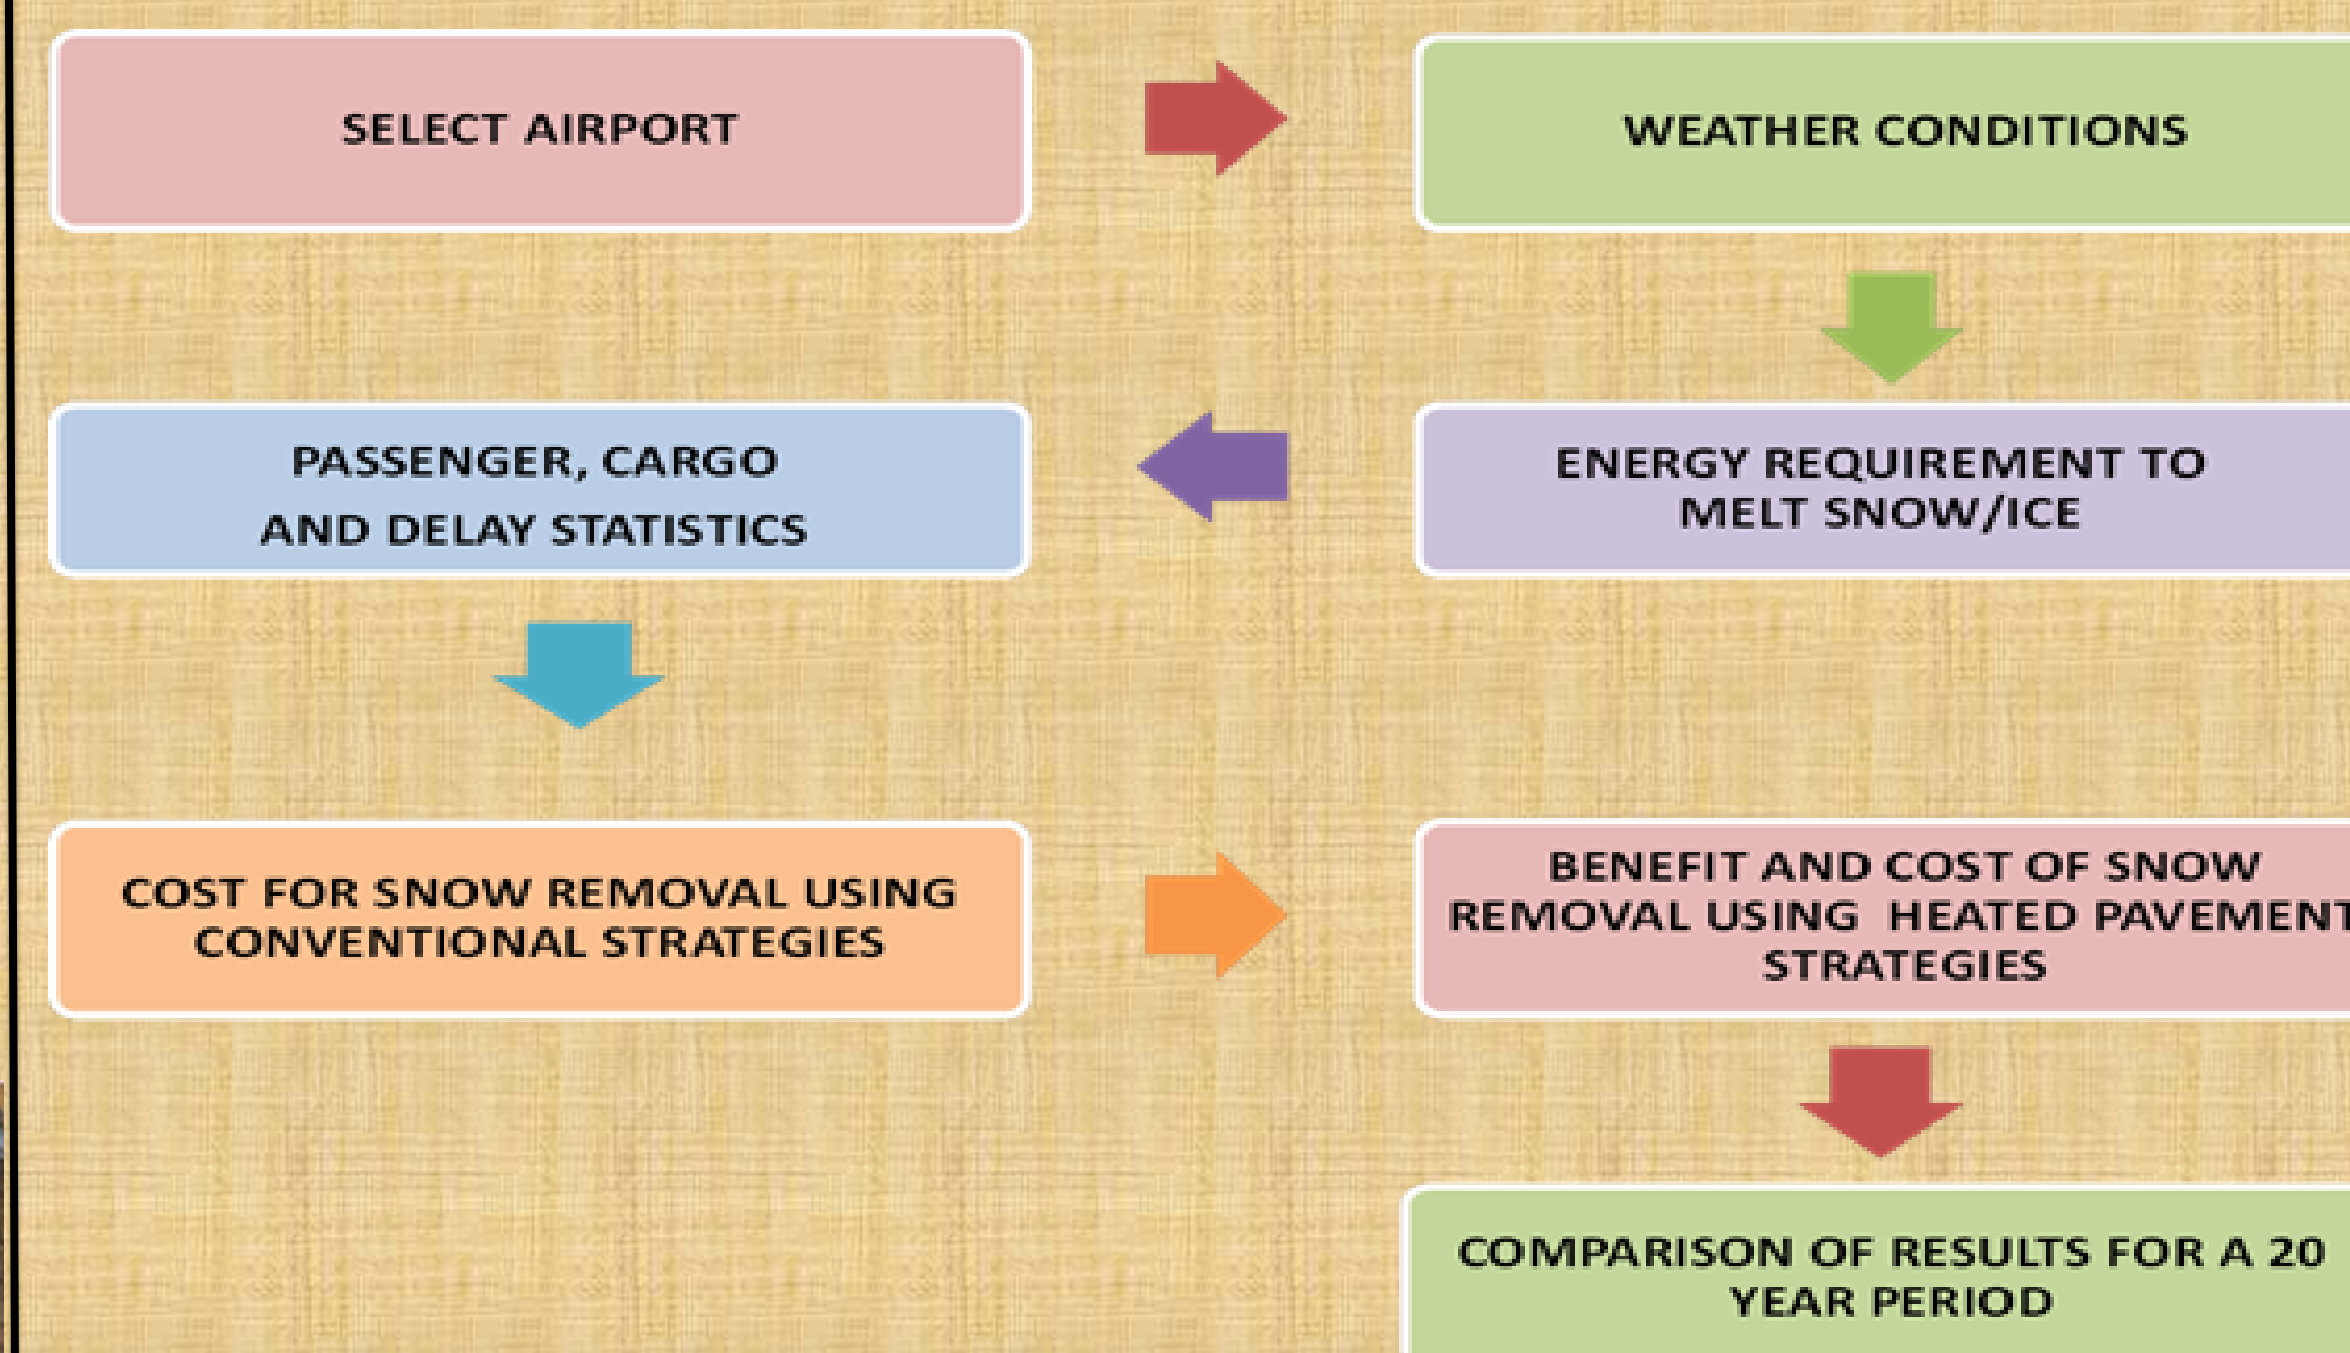 SELECT AIRPORT
WEATHER CONDITIONS
ENERGY REQUIREMENT TO
MELT SNOW/ICE
PASSENGER, CARGO
AND DELAY STATISTICS
COST FOR SNOW REMOVAL USING
CONVENTIONAL STRATEGIES
BENEFIT AND COST OF SNOW
REMOVAL USING HEATED PAVEMENT
STRATEGIES
COMPARISON OF RESULTS FOR A 20
YEAR PERIOD